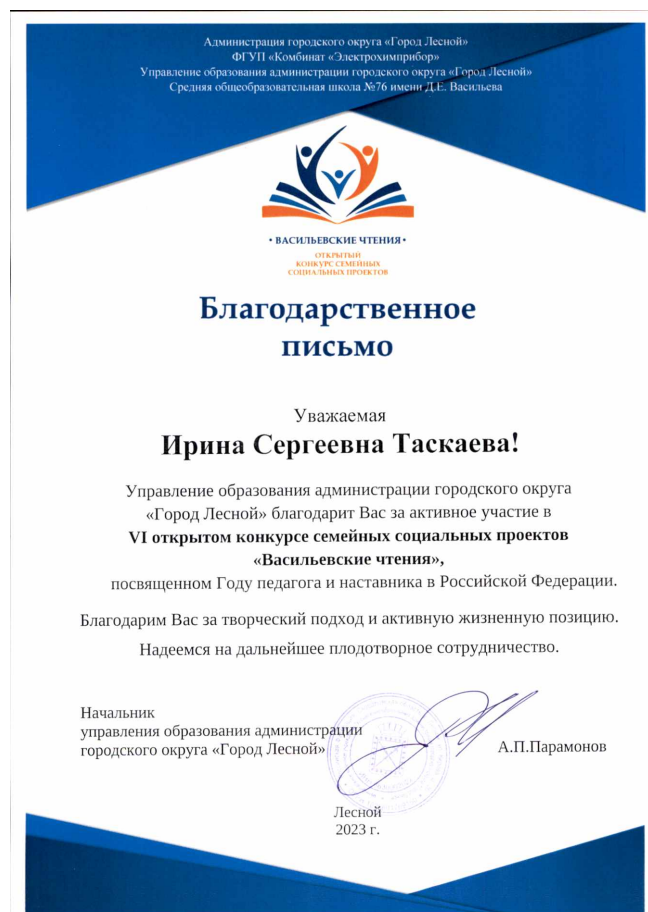 Администрация городского округа «Город Лесной»
ФГУП «Комбинат «Электрохимприбор»
Управление образования администрации городского округа «Город Лесной»
Средняя общеобразовательная школа №76 имени Д.Е. Васильева
• ВАСИЛЬЕВСКИЕ ЧТЕНИЯ •
ОТКРЫТЫЙ
КОНКУРС СЕМЕЙНЫХ
СОЦИАЛЬНЫХ ПРОЕКТОВ
Благодарственное
письмо
Уважаемая
Ирина Сергеевна Таскаева!
Управление образования администрации городского округа
«Город Лесной» благодарит Вас за активное участие в
VI открытом конкурсе семейных социальных проектов
«Васильевские чтения»,
посвященном Году педагога и наставника в Российской Федерации.
Благодарим Вас за творческий подход и активную жизненную позицию.
Надеемся на дальнейшее плодотворное сотрудничество.
Начальник
управления образования администрации
городского округа «Город Лесной»
А.П.Парамонов
Лесной
2023 г.